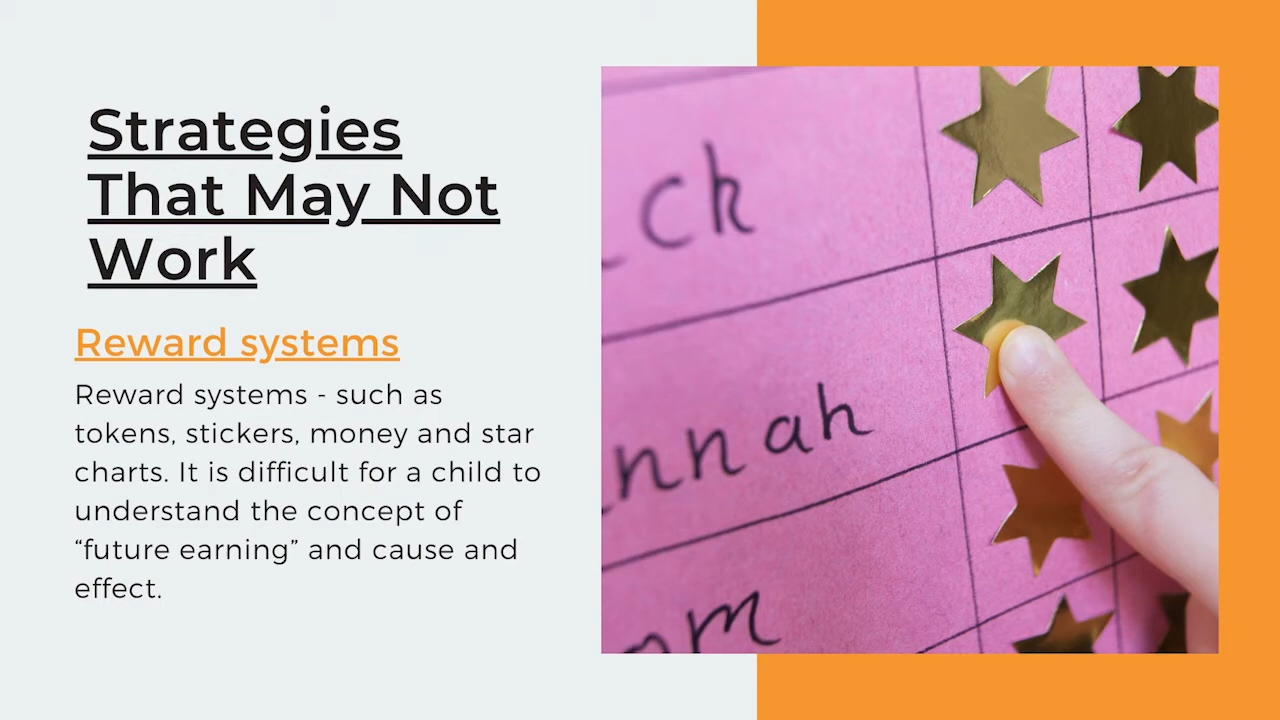 Strategies
That May Not
Work
Reward systems
Reward systems - such as
tokens, stickers, money and star
charts. It is difficult for a child to
understand the concept of
“future earning” and cause and
effect.
ck
nnah
om